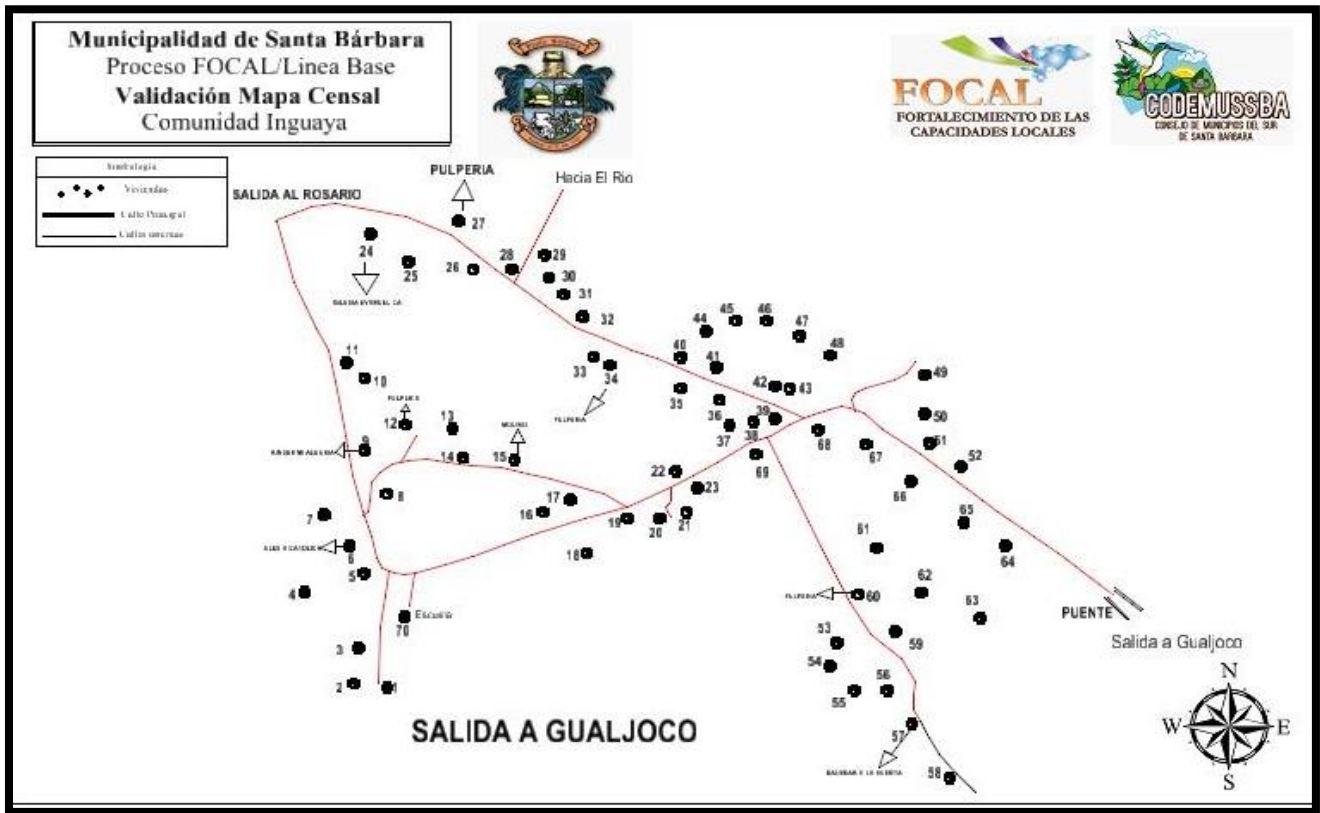 Municipalidad de Santa Bárbara
Proceso FOCAL/Linea Base
Validación Mapa Censal
Comunidad Inguaya
FOCAL
FORTALECIMIENTO DE LAS
CAPACIDADES LOCALES
CODEMUSSBA
CONSEJO DE MUNICIPIOS DEL SUR
DE SANTA BARBARA
Simbologia
Viviendas
Calle Principal
Calles internas
SALIDA AL ROSARIO
PULPERIA
Hacia El Rio
27
24
25
26
28
29
30
31
32
33
34
PULPERIA
44
45
46
47
48
40
41
42
43
35
36
37
38
39
49
50
51
52
11
10
12
13
14
MOLINO
15
9
8
7
6
5
4
3
2
1
70
Escuela
16
17
18
19
20
21
22
23
69
68
67
66
65
64
61
62
63
PULPERIA
60
59
53
54
55
56
57
58
PUENTE
Salida a Gualjoco
SALIDA A GUALJOCO
N
W
E
S